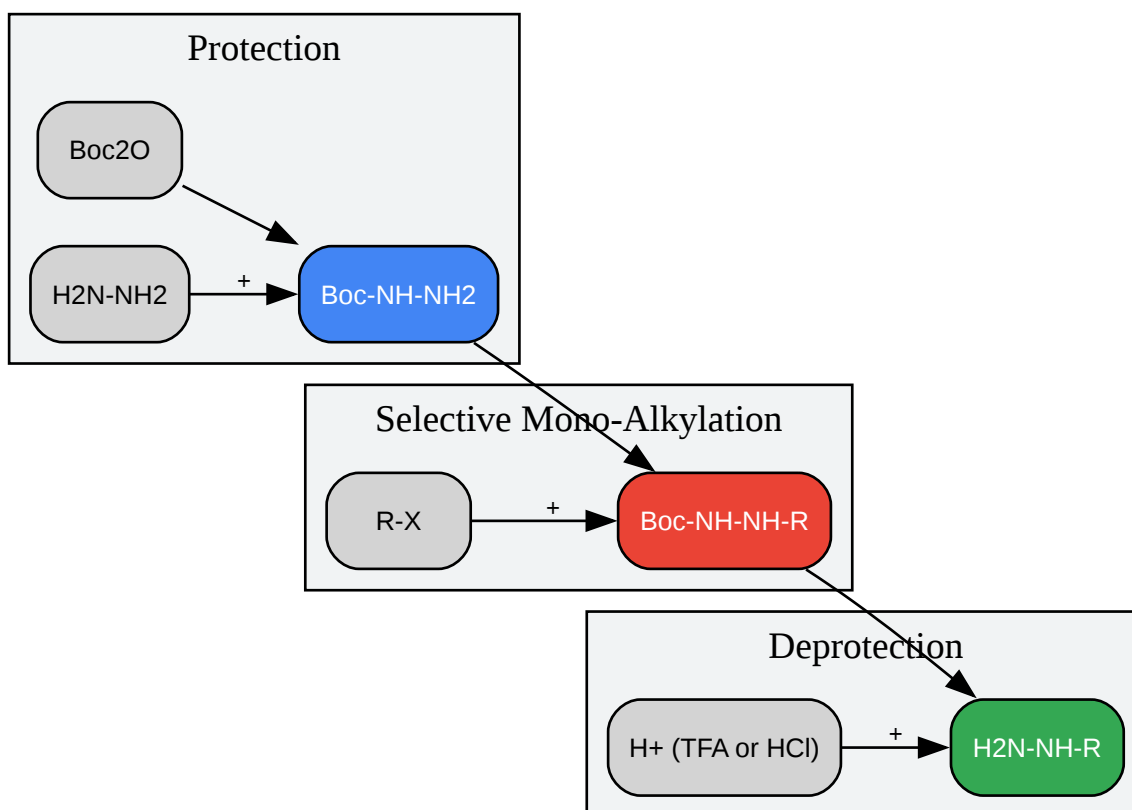 Protection
Boc2O
H2N-NH2
+
Boc-NH-NH2
Selective Mono-Alkylation
R-X
+
Boc-NH-NH-R
Deprotection
H+ (TFA or HCl)
+
H2N-NH-R